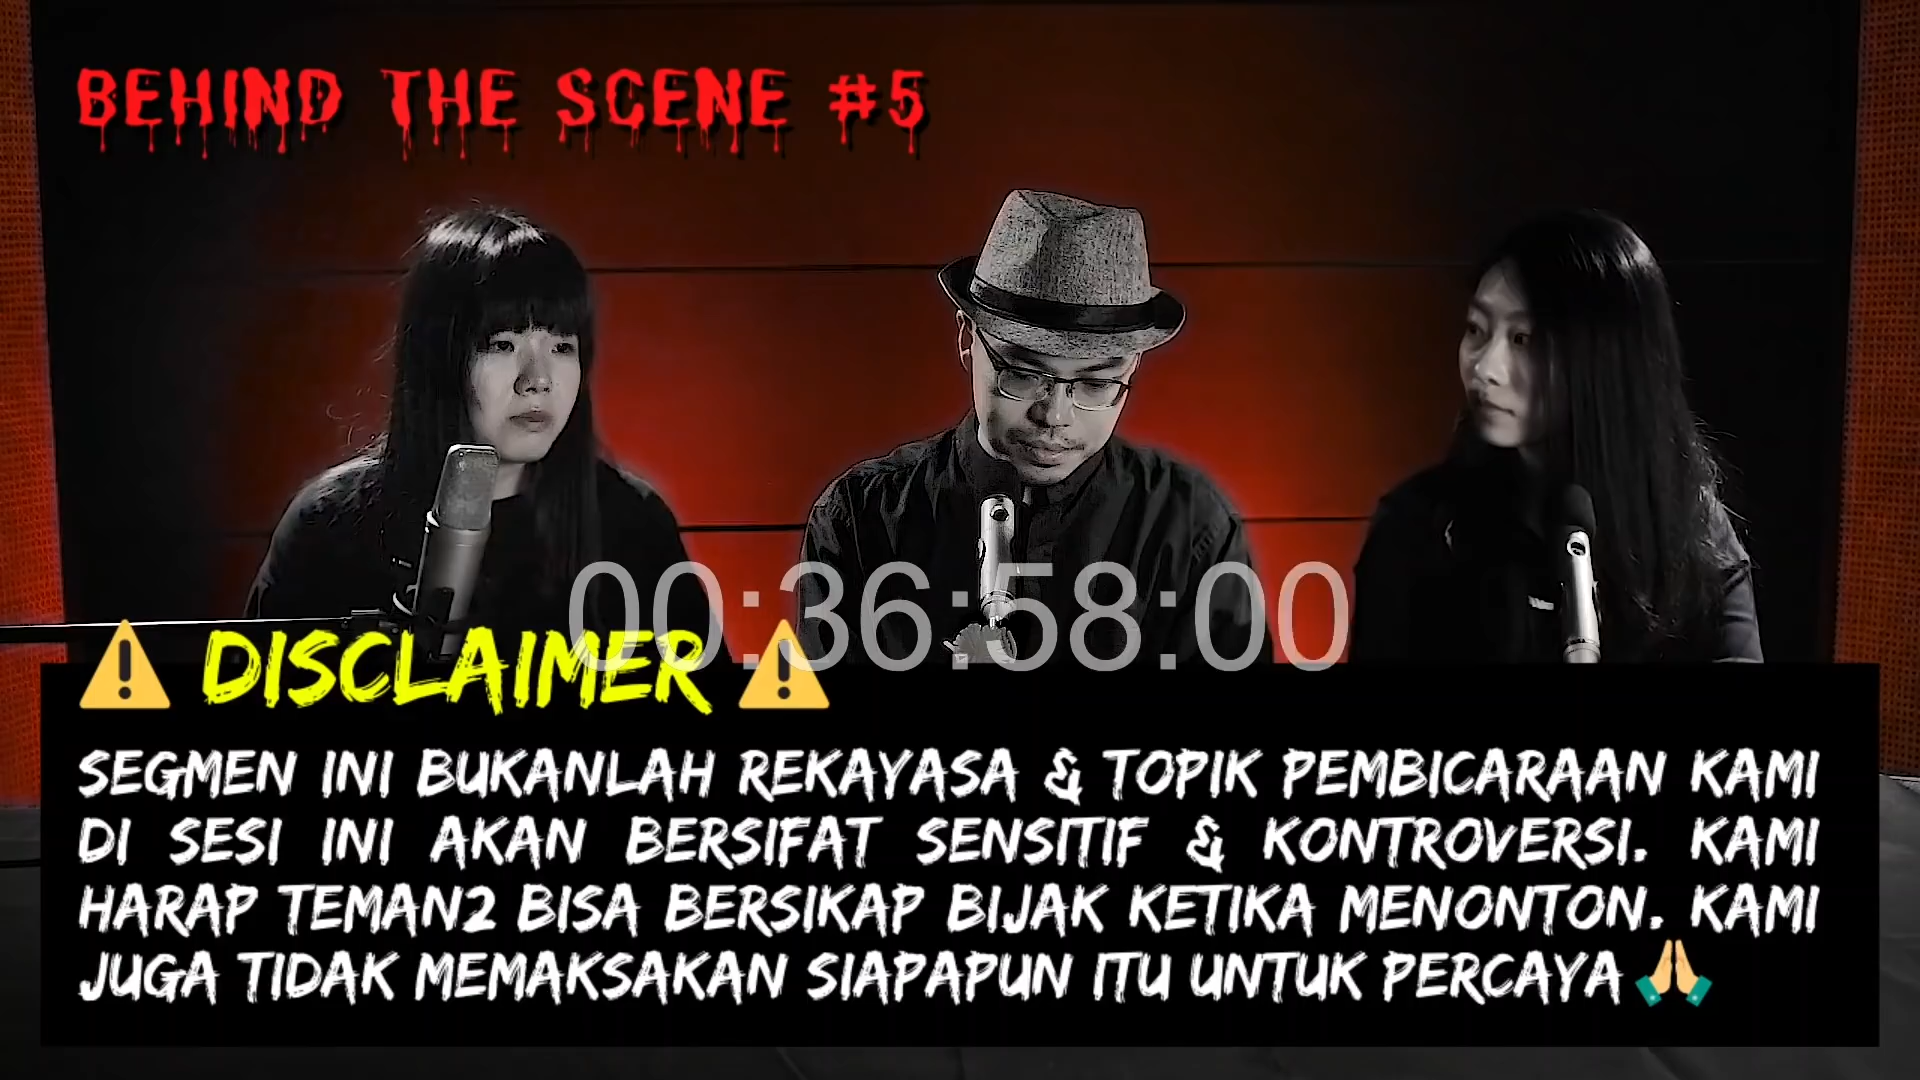 BEHIND THE SCENE #5
00:36:58:00
⚠️ DISCLAIMER ⚠️
SEGMEN INI BUKANLAH REKAYASA & TOPIK PEMBICARAAN KAMI
DI SESI INI AKAN BERSIFAT SENSITIF & KONTROVERSI. KAMI
HARAP TEMAN2 BISA BERSIKAP BIJAK KETIKA MENONTON. KAMI
JUGA TIDAK MEMAKSAKAN SIAPAPUN ITU UNTUK PERCAYA 🙏